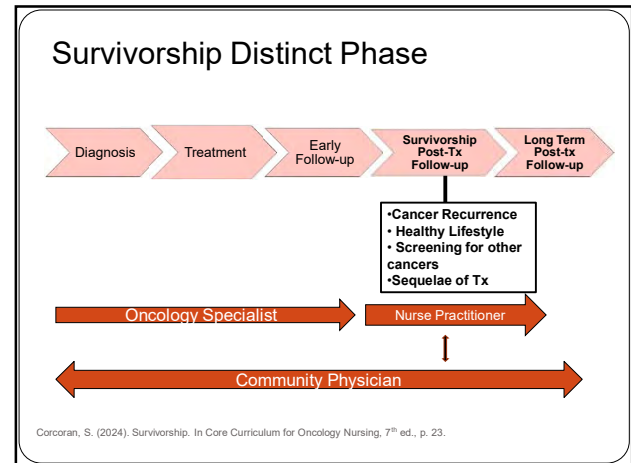 Survivorship Distinct Phase
Diagnosis
Treatment
Early
Follow-up
Survivorship
Post-Tx
Follow-up
Long Term
Post-tx
Follow-up
•Cancer Recurrence
• Healthy Lifestyle
• Screening for other
cancers
•Sequelae of Tx
Oncology Specialist
Nurse Practitioner
Community Physician
Corcoran, S. (2024). Survivorship. In Core Curriculum for Oncology Nursing, 7th ed., p. 23.